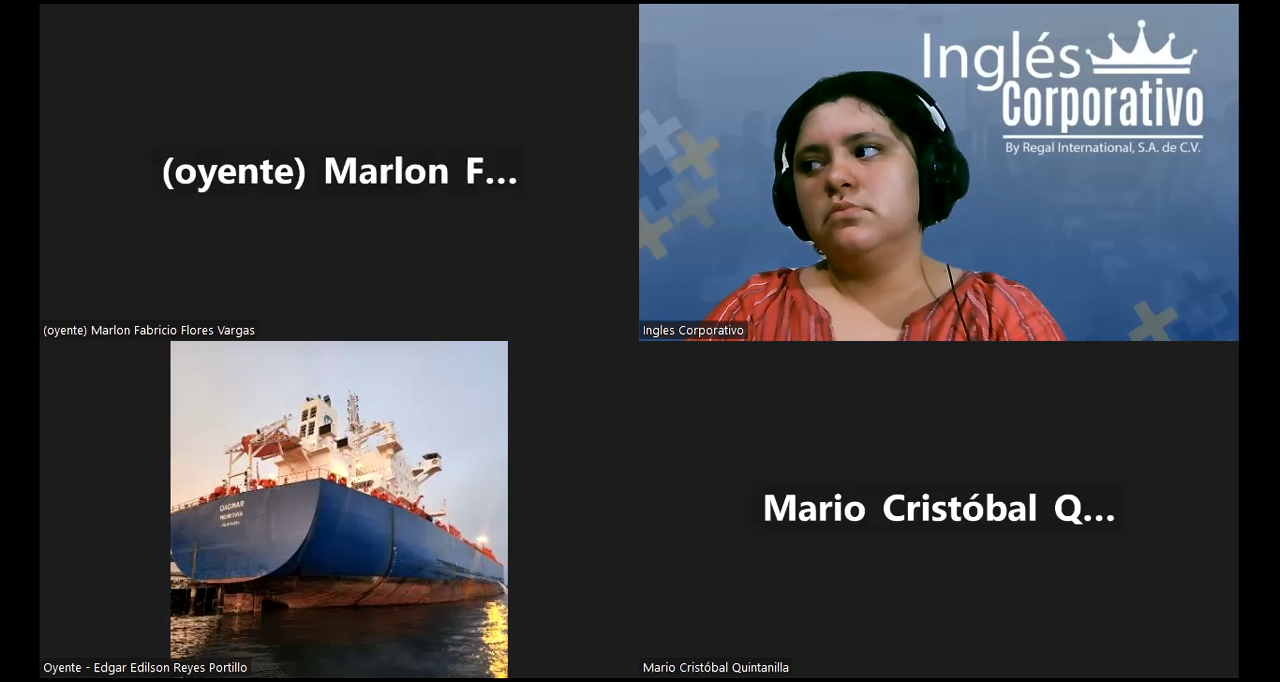 (oyente) Marlon F...
(oyente) Marlon Fabricio Flores Vargas
Inglés
Corporativo
By Regal International, S.A. de C.V.
Ingles Corporativo
DAGMAR
MONROVIA
Oyente - Edgar Edilson Reyes Portillo
Mario Cristóbal Q...
Mario Cristóbal Quintanilla